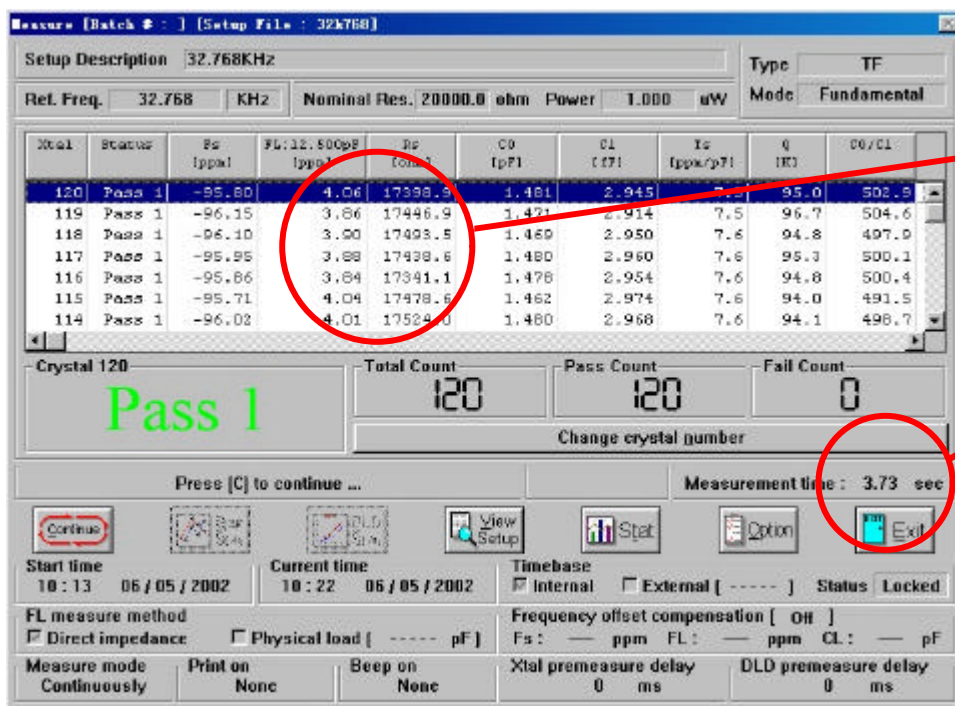 Measure [Batch # : ] [Setup File : 32k768]
Setup Description 32.768KHz
Type TF
Ref. Freq. 32.768 KHz Nominal Res. 20000.0 ohm Power 1.000 uW
Mode Fundamental
Xtal Status Fs FL:12.500pF Rs C0 C1 Ts Q C0/C1
[ppm] [ppm] [ohm] [pF] [fF] [ppm/pF] [K]
120 Pass 1 -95.80 4.06 17398.9 1.481 2.945 95.0 502.9
119 Pass 1 -96.15 3.86 17446.9 1.471 2.914 7.5 96.7 504.6
118 Pass 1 -96.10 3.90 17493.5 1.469 2.950 7.6 94.8 497.9
117 Pass 1 -95.95 3.88 17438.6 1.480 2.960 7.6 95.3 500.1
116 Pass 1 -95.86 3.84 17341.1 1.478 2.954 7.6 94.8 500.4
115 Pass 1 -95.71 4.04 17478.6 1.462 2.974 7.6 94.0 491.5
114 Pass 1 -96.02 4.01 1.480 2.968 7.6 94.1 498.7
Crystal 120
Total Count
Pass Count
Fail Count
Pass 1
120
120
0
Change crystal number
Press [C] to continue ...
Measurement time : 3.73 sec
Continue
View Setup
Stat
Option
Exit
Start time
Current time
Timebase
10 : 13 06 / 05 / 2002
10 : 22 06 / 05 / 2002
Internal External [ ----- ] Status Locked
FL measure method
Frequency offset compensation [ Off ]
Direct impedance Physical load [ ----- pF ]
Fs : — ppm FL : — ppm CL : — pF
Measure mode
Print on
Beep on
Xtal premeasure delay
DLD premeasure delay
Continuously
None
None
0 ms
0 ms